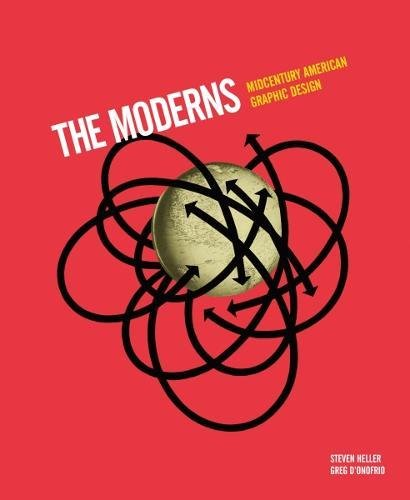 THE MODERNS
MIDCENTURY AMERICAN
GRAPHIC DESIGN
STEVEN HELLER
GREG D'ONOFRIO